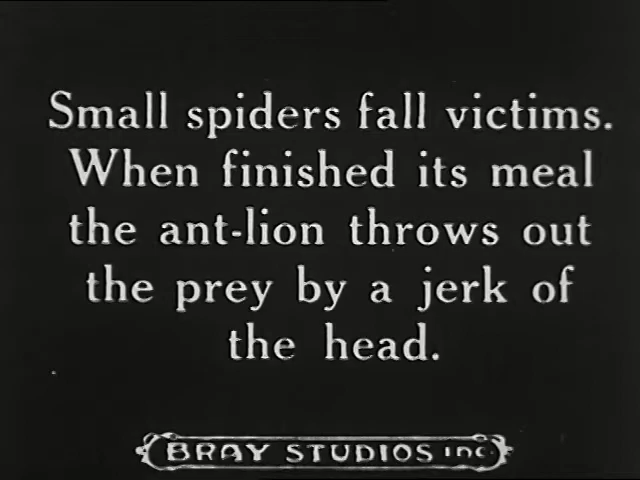 Small spiders fall victims.
When finished its meal
the ant-lion throws out
the prey by a jerk of
the head.
BRAY STUDIOS INC.